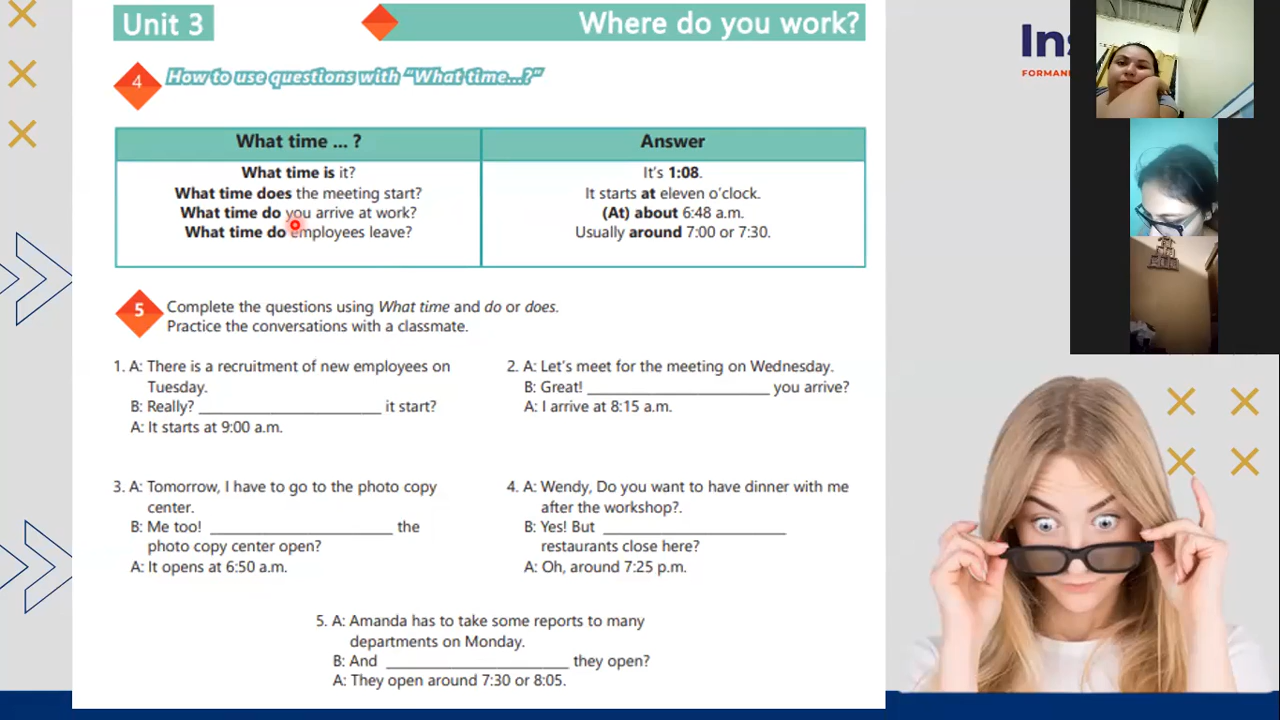 Unit 3
Where do you work?
4
How to use questions with “What time...?”
What time ... ?
Answer
What time is it?
It's 1:08.
What time does the meeting start?
It starts at eleven o'clock.
What time do you arrive at work?
(At) about 6:48 a.m.
What time do employees leave?
Usually around 7:00 or 7:30.
5
Complete the questions using What time and do or does.
Practice the conversations with a classmate.
1. A: There is a recruitment of new employees on
Tuesday.
B: Really? ____________________ it start?
A: It starts at 9:00 a.m.
2. A: Let's meet for the meeting on Wednesday.
B: Great! ____________________ you arrive?
A: I arrive at 8:15 a.m.
3. A: Tomorrow, I have to go to the photo copy
center.
B: Me too! ____________________ the
photo copy center open?
A: It opens at 6:50 a.m.
4. A: Wendy, Do you want to have dinner with me
after the workshop?.
B: Yes! But ____________________
restaurants close here?
A: Oh, around 7:25 p.m.
5. A: Amanda has to take some reports to many
departments on Monday.
B: And ____________________ they open?
A: They open around 7:30 or 8:05.